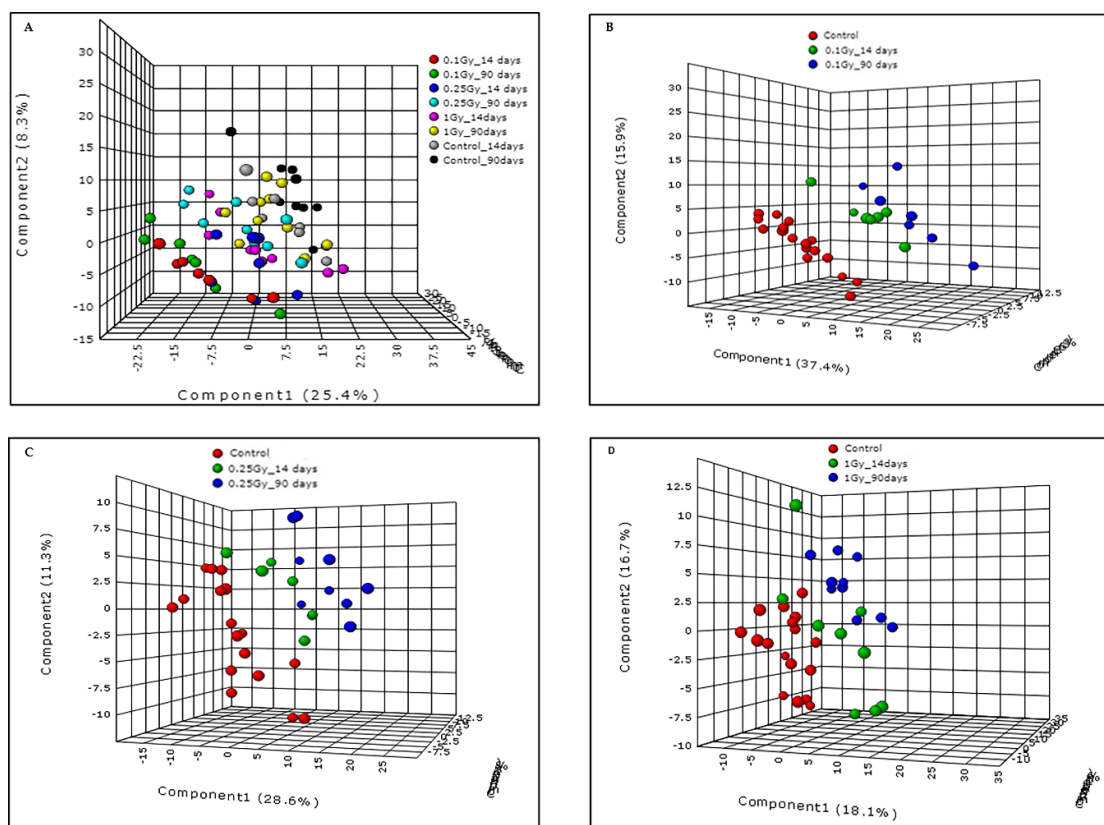 A
0.1Gy_14 days
0.1Gy_90 days
0.25Gy_14 days
0.25Gy_90 days
1Gy_14days
1Gy_90days
Control_14days
Control_90days
Component2 (8.3%)
30
25
20
15
10
5
0
-5
-10
-15
-22.5
-15
-7.5
0
7.5
15
22.5
30
37.5
45
Component1 (25.4%)
B
Control
0.1Gy_14 days
0.1Gy_90 days
Component2 (15.9%)
30
25
20
15
10
5
0
-5
-10
-15
-10
-5
0
5
10
15
20
25
Component1 (37.4%)
C
Control
0.25Gy_14 days
0.25Gy_90 days
Component2 (11.3%)
10
7.5
5
2.5
0
-2.5
-5
-7.5
-10
-15
-10
-5
0
5
10
15
20
25
Component1 (28.6%)
D
Control
1Gy_14days
1Gy_90days
Component2 (16.7%)
12.5
10
7.5
5
2.5
0
-2.5
-5
-7.5
-10
-10
-5
0
5
10
15
20
25
30
35
Component1 (18.1%)